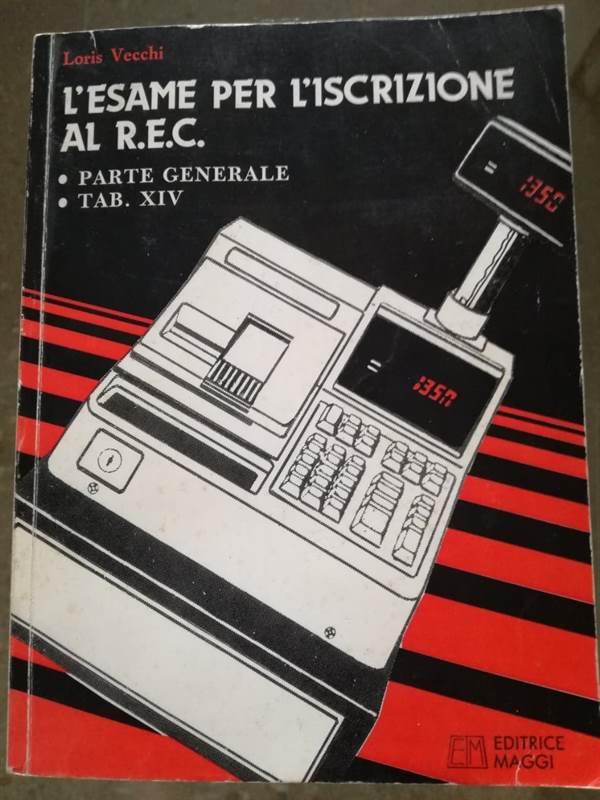 Loris Vecchi
L'ESAME PER L'ISCRIZIONE
AL R.E.C.
• PARTE GENERALE
• TAB. XIV
= 1350
= 1350
EM EDITRICE
MAGGI